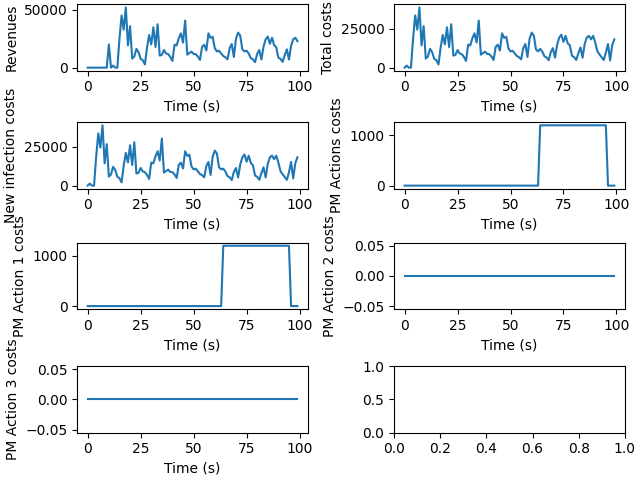 Revenues
50000
0
0 25 50 75 100
Time (s)
Total costs
25000
0
0 25 50 75 100
Time (s)
New infection costs
25000
0
0 25 50 75 100
Time (s)
PM Actions costs
1000
0
0 25 50 75 100
Time (s)
PM Action 1 costs
1000
0
0 25 50 75 100
Time (s)
PM Action 2 costs
0.05
0.00
−0.05
0 25 50 75 100
Time (s)
PM Action 3 costs
0.05
0.00
−0.05
0 25 50 75 100
Time (s)
1.0
0.5
0.0
0.0 0.2 0.4 0.6 0.8 1.0